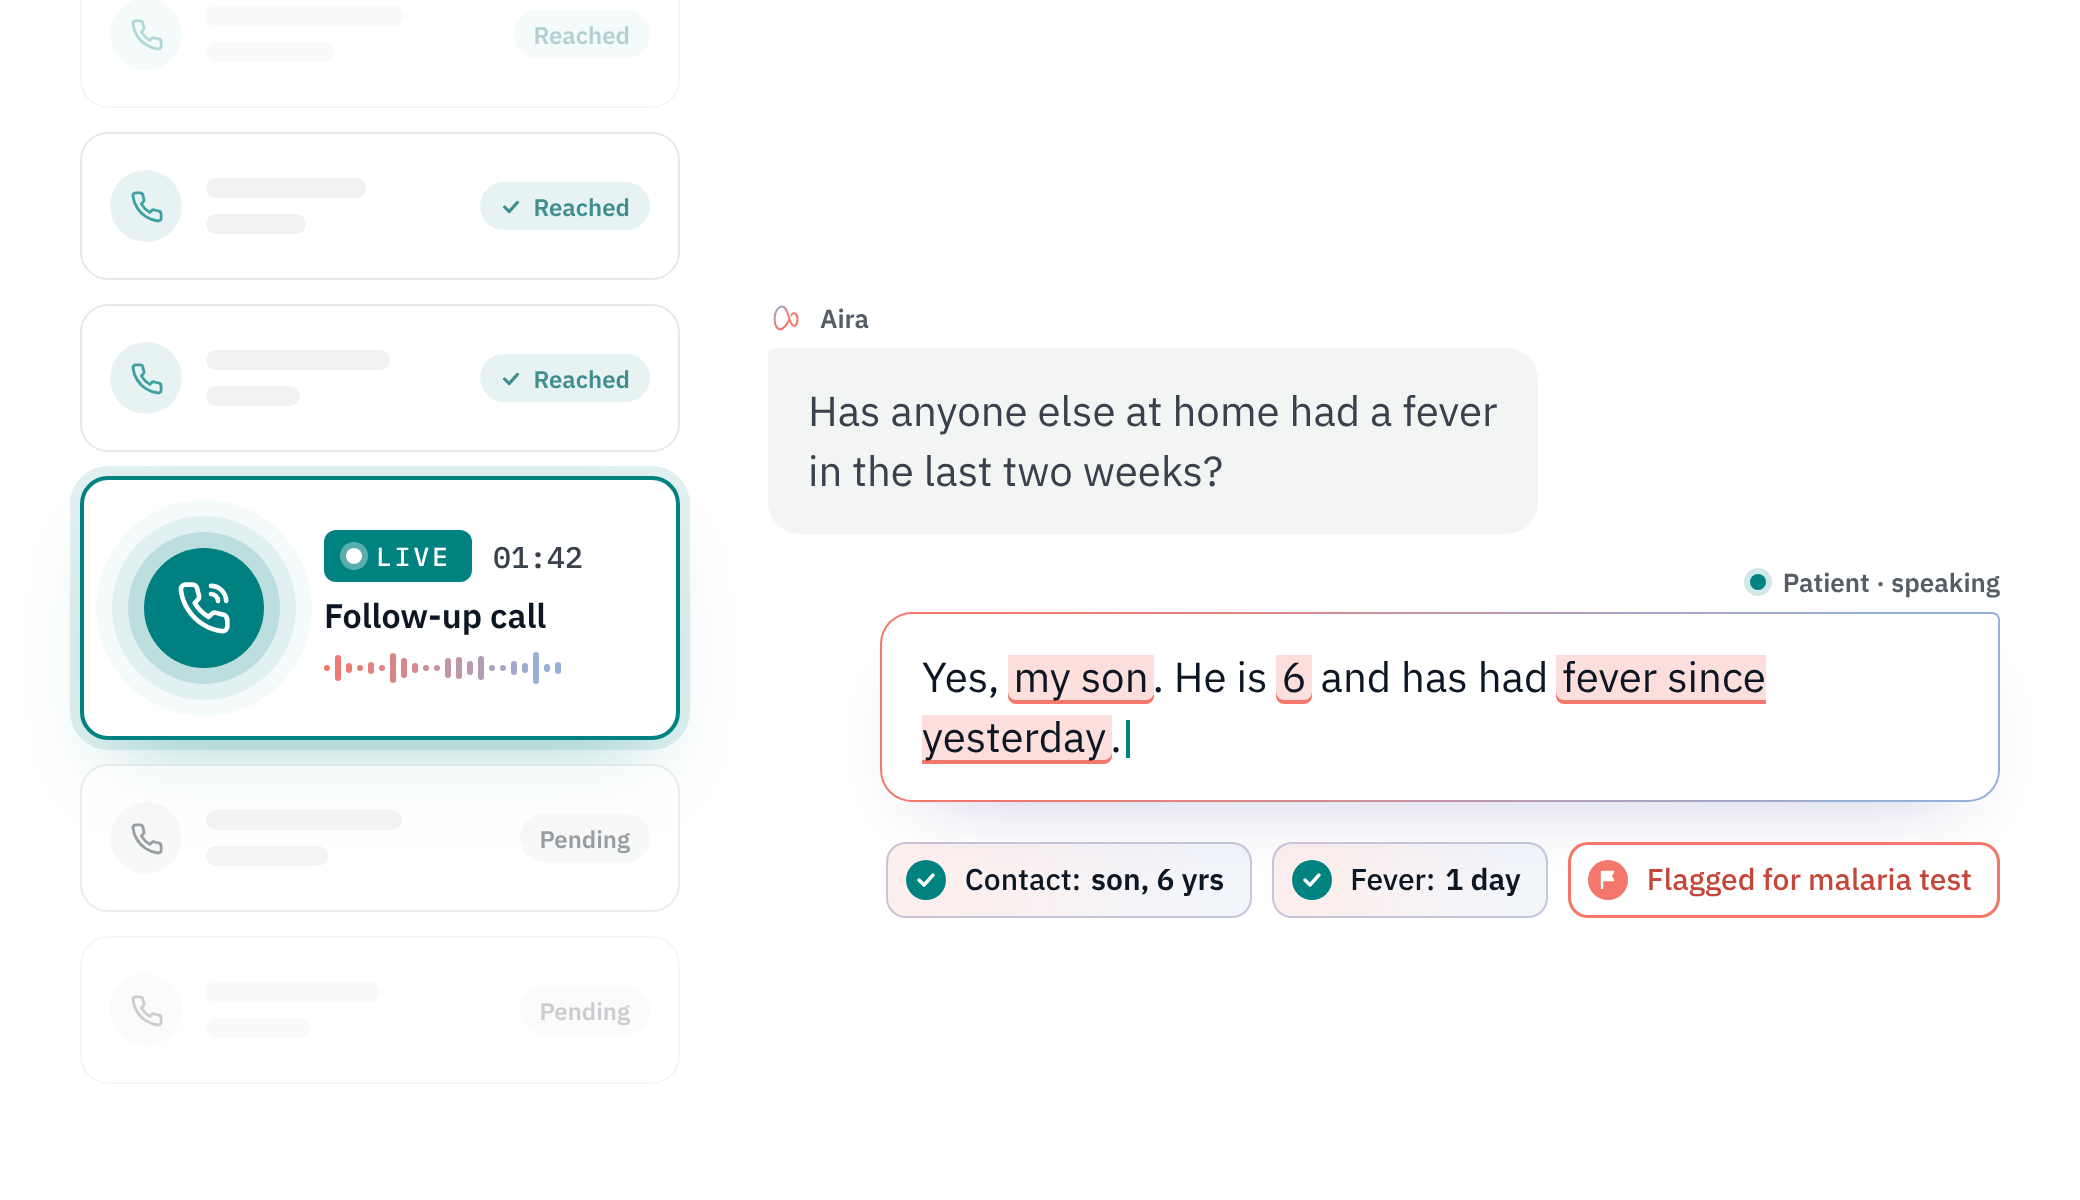 Reached
Reached
Reached
LIVE 01:42
Follow-up call
Pending
Pending
Aira
Has anyone else at home had a fever
in the last two weeks?
Patient · speaking
Yes, my son. He is 6 and has had fever since
yesterday.
Contact: son, 6 yrs
Fever: 1 day
Flagged for malaria test